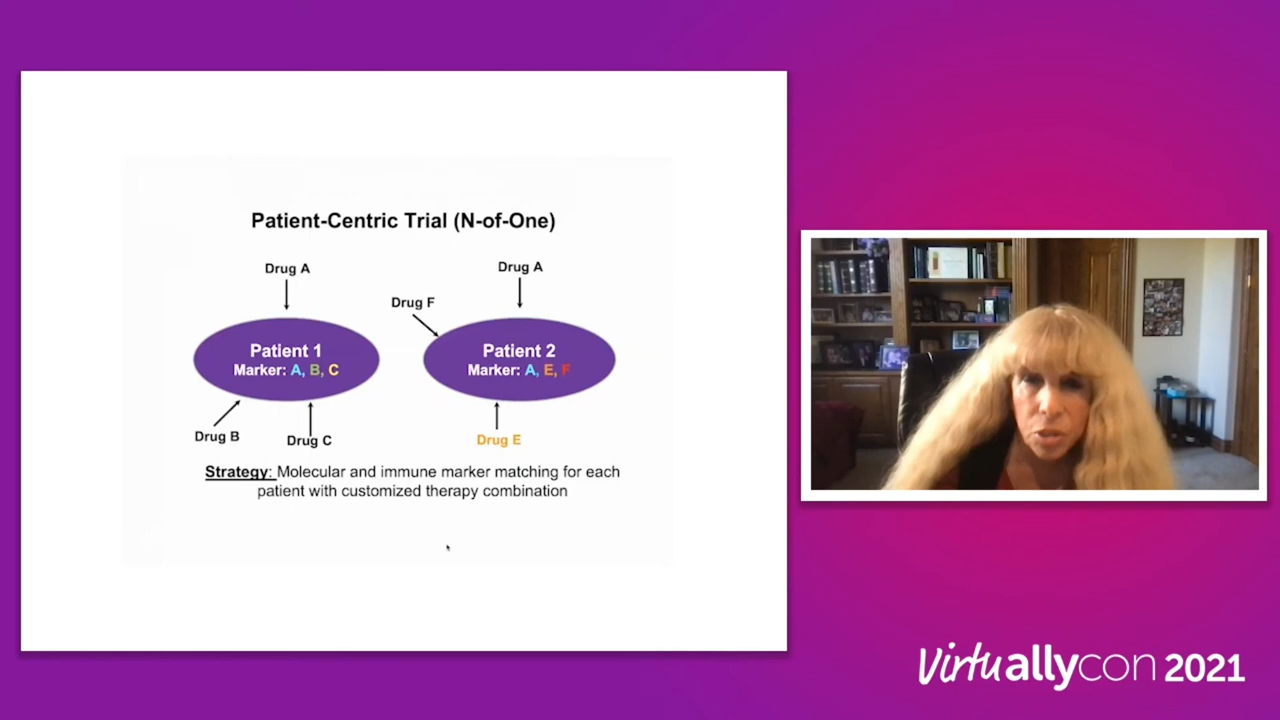 Patient-Centric Trial (N-of-One)
Drug A
Drug A
Drug F
Patient 1
Marker: A, B, C
Patient 2
Marker: A, E, F
Drug B
Drug C
Drug E
Strategy: Molecular and immune marker matching for each
patient with customized therapy combination
Virtuallycon 2021